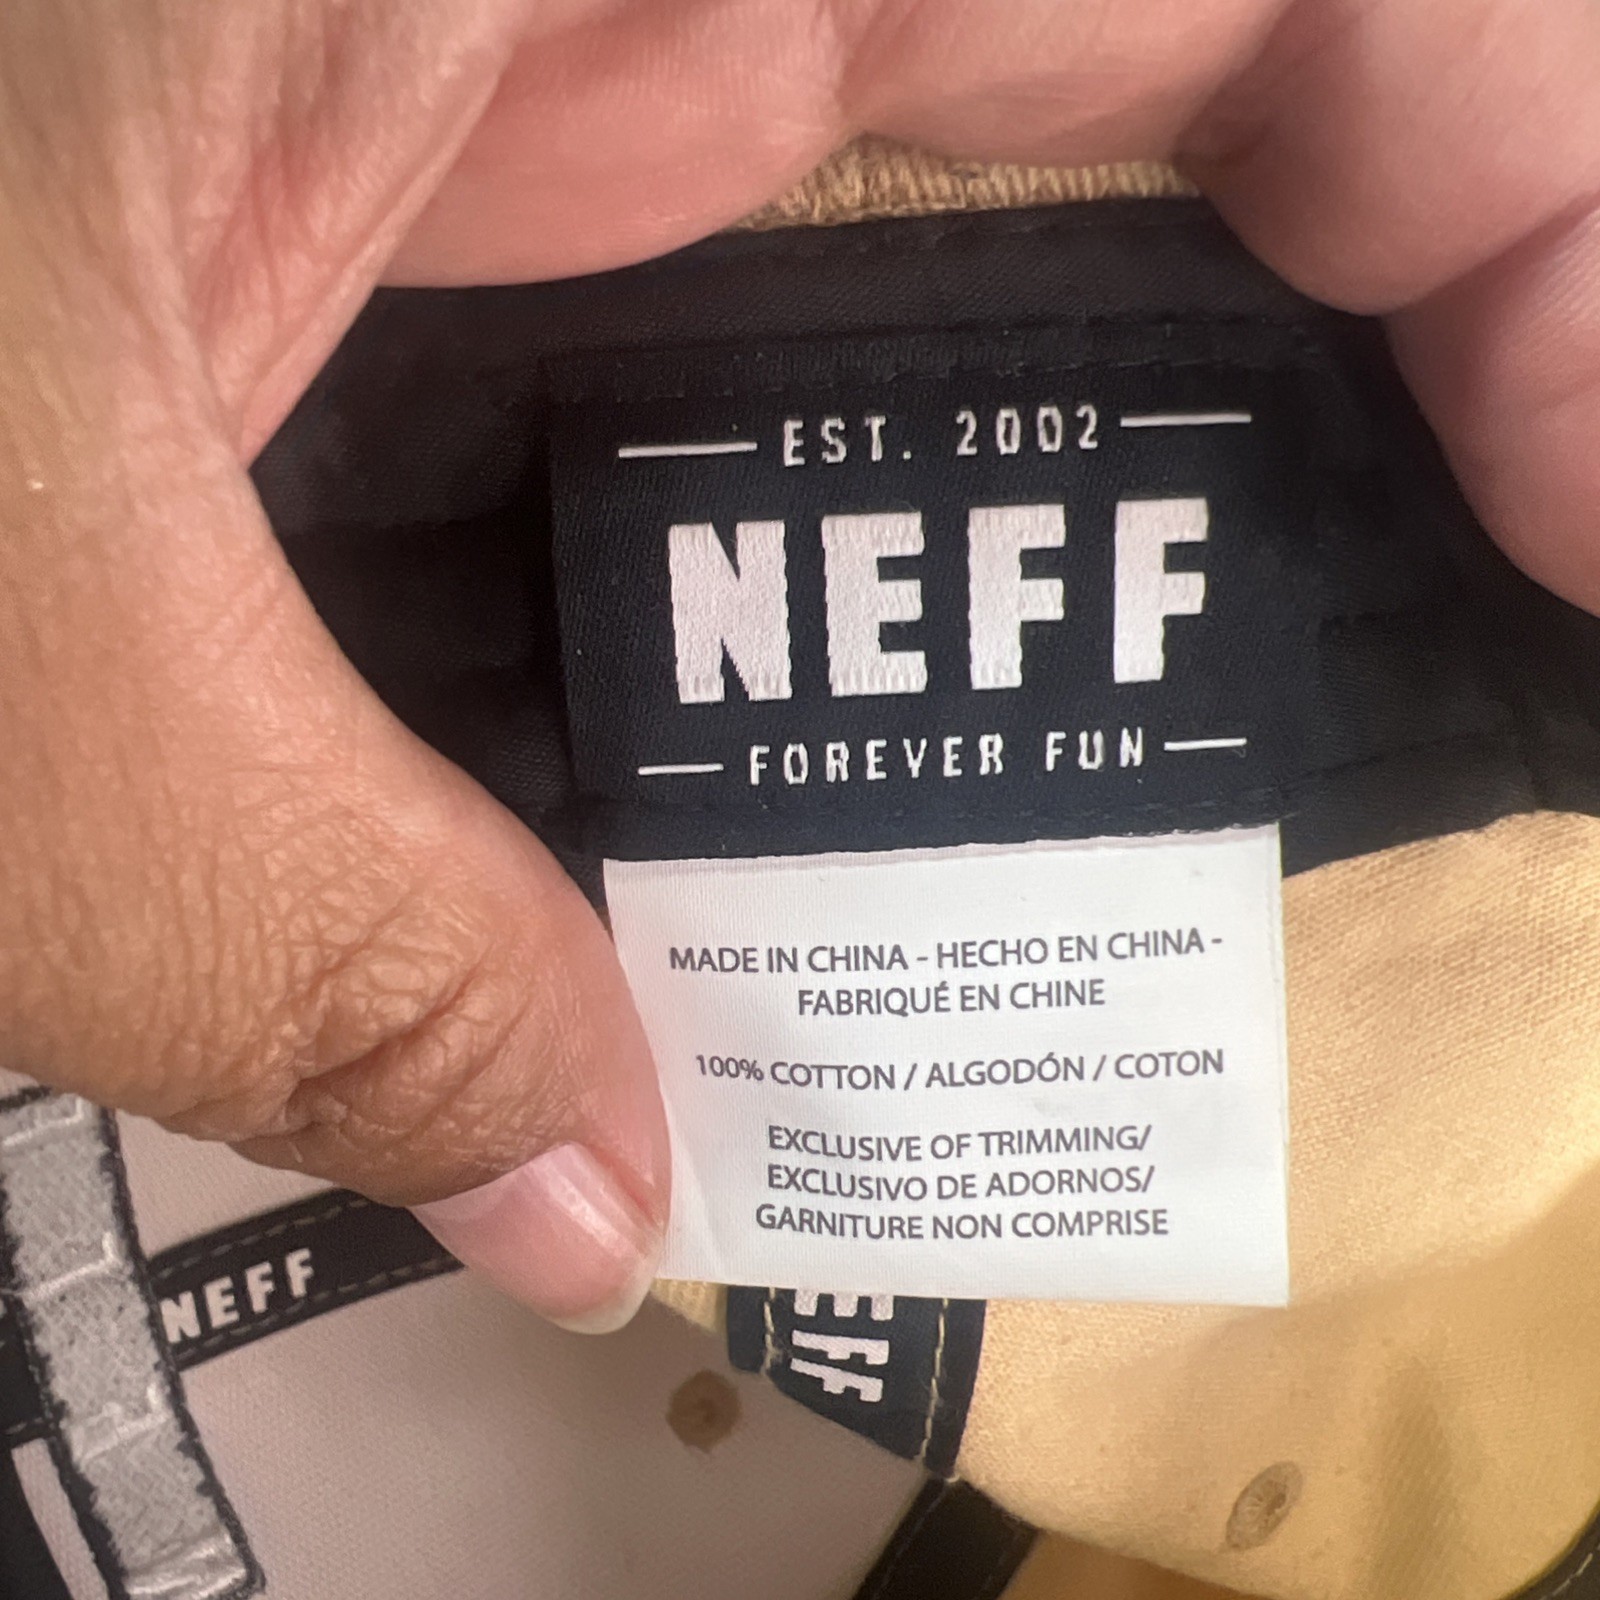 EST. 2002
NEFF
FOREVER FUN
MADE IN CHINA - HECHO EN CHINA -
FABRIQUÉ EN CHINE
100% COTTON / ALGODÓN / COTON
EXCLUSIVE OF TRIMMING/
EXCLUSIVO DE ADORNOS/
GARNITURE NON COMPRISE
NEFF
EFF